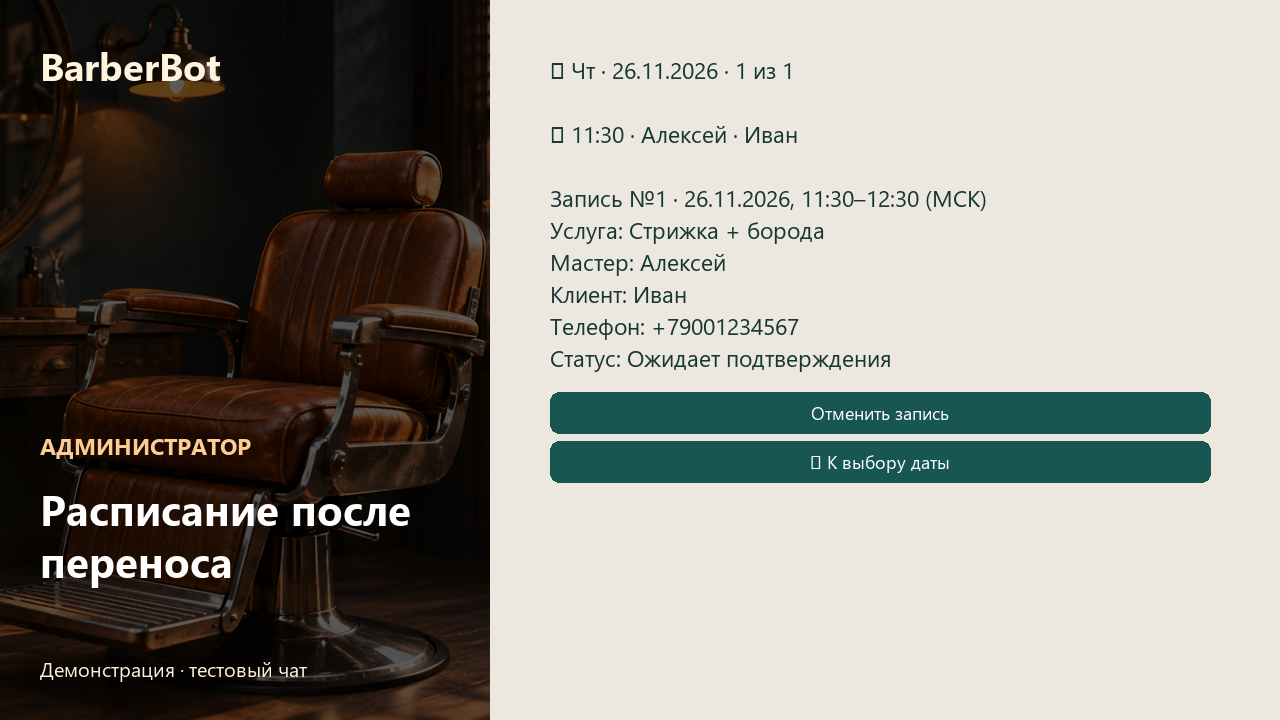 BarberBot
АДМИНИСТРАТОР
Расписание после
переноса
Демонстрация · тестовый чат
▯ Чт · 26.11.2026 · 1 из 1
▯ 11:30 · Алексей · Иван
Запись №1 · 26.11.2026, 11:30–12:30 (МСК)
Услуга: Стрижка + борода
Мастер: Алексей
Клиент: Иван
Телефон: +79001234567
Статус: Ожидает подтверждения
Отменить запись
▯ К выбору даты